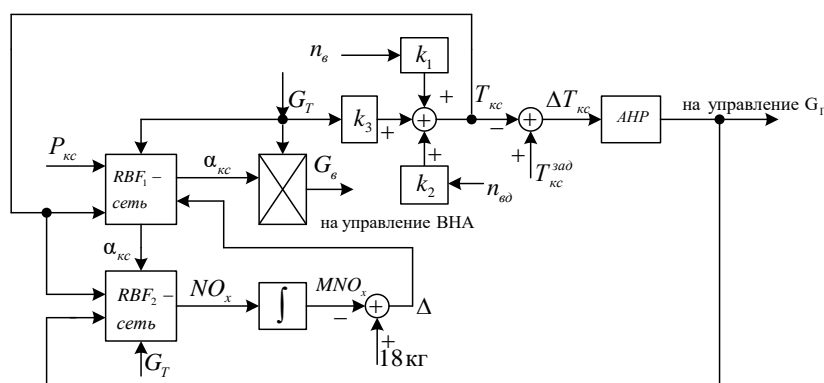 n_в
k_1
G_T
k_3
+
+
+
T_кс
−
ΔT_кс
АНР
на управление G_т
P_кс
RBF_1 −
сеть
α_кс
G_в
k_2
n_вд
+
T_кс^зад
на управление ВНА
α_кс
RBF_2 −
сеть
NO_x
∫
MNO_x
−
+
Δ
+
18 кг
G_T